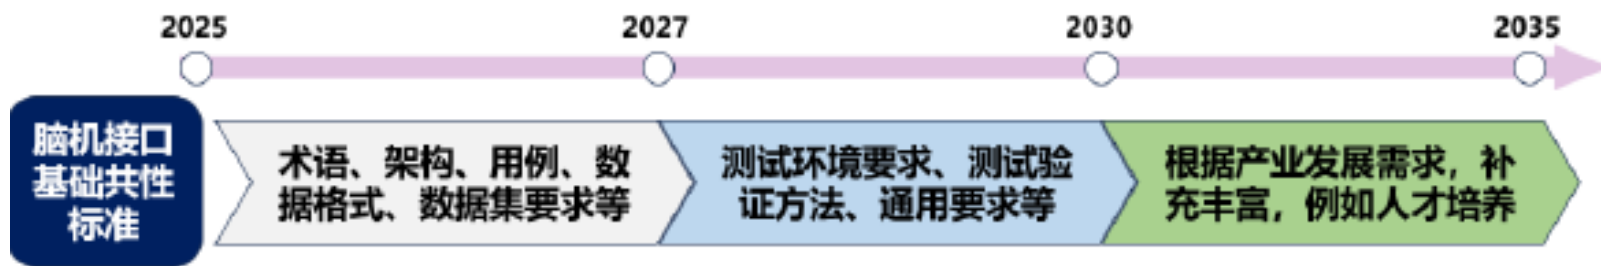 2025
2027
2030
2035
脑机接口
基础共性
标准
术语、架构、用例、数
据格式、数据集要求等
测试环境要求、测试验
证方法、通用要求等
根据产业发展需求，补
充丰富，例如人才培养